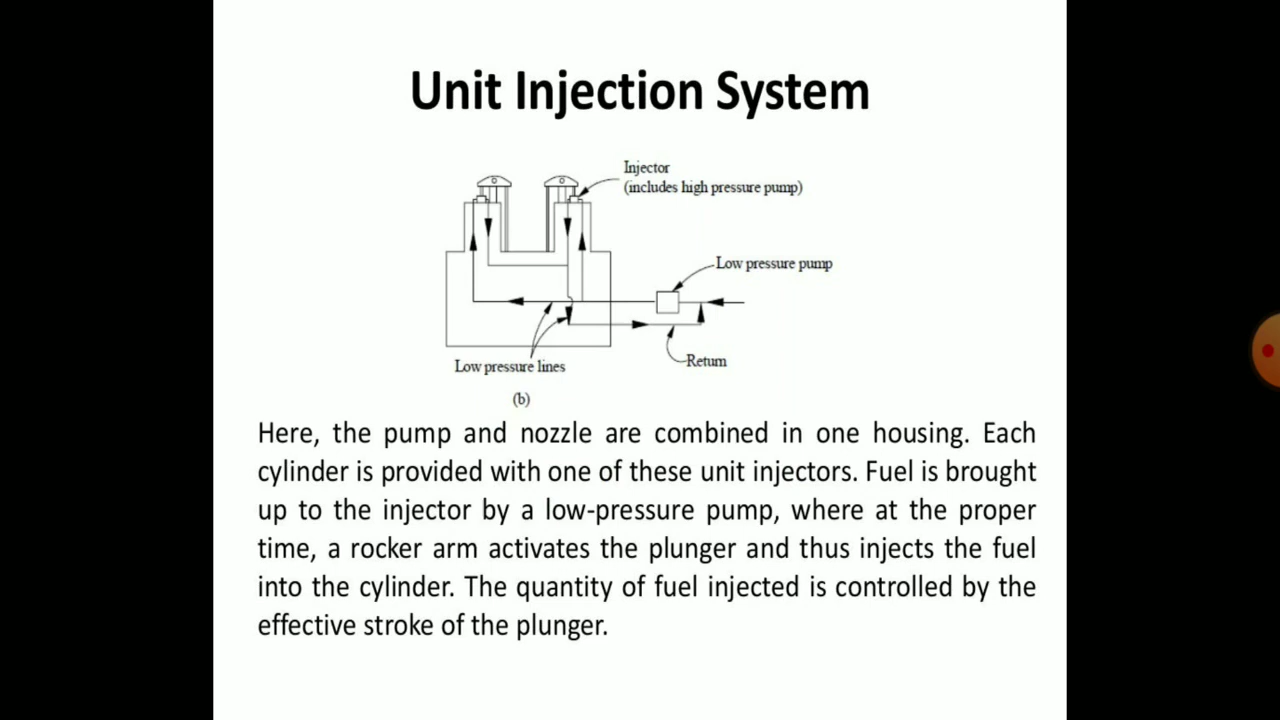 Unit Injection System
Injector
(includes high pressure pump)
Low pressure pump
Low pressure lines
Return
(b)
Here, the pump and nozzle are combined in one housing. Each
cylinder is provided with one of these unit injectors. Fuel is brought
up to the injector by a low-pressure pump, where at the proper
time, a rocker arm activates the plunger and thus injects the fuel
into the cylinder. The quantity of fuel injected is controlled by the
effective stroke of the plunger.